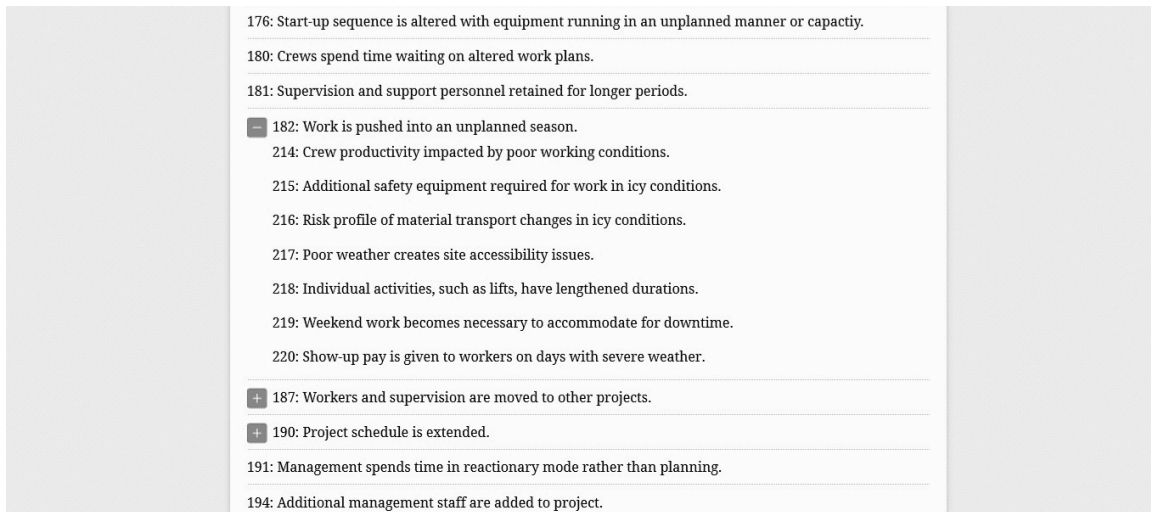 176: Start-up sequence is altered with equipment running in an unplanned manner or capactiy.
180: Crews spend time waiting on altered work plans.
181: Supervision and support personnel retained for longer periods.
182: Work is pushed into an unplanned season.
214: Crew productivity impacted by poor working conditions.
215: Additional safety equipment required for work in icy conditions.
216: Risk profile of material transport changes in icy conditions.
217: Poor weather creates site accessibility issues.
218: Individual activities, such as lifts, have lengthened durations.
219: Weekend work becomes necessary to accommodate for downtime.
220: Show-up pay is given to workers on days with severe weather.
187: Workers and supervision are moved to other projects.
190: Project schedule is extended.
191: Management spends time in reactionary mode rather than planning.
194: Additional management staff are added to project.